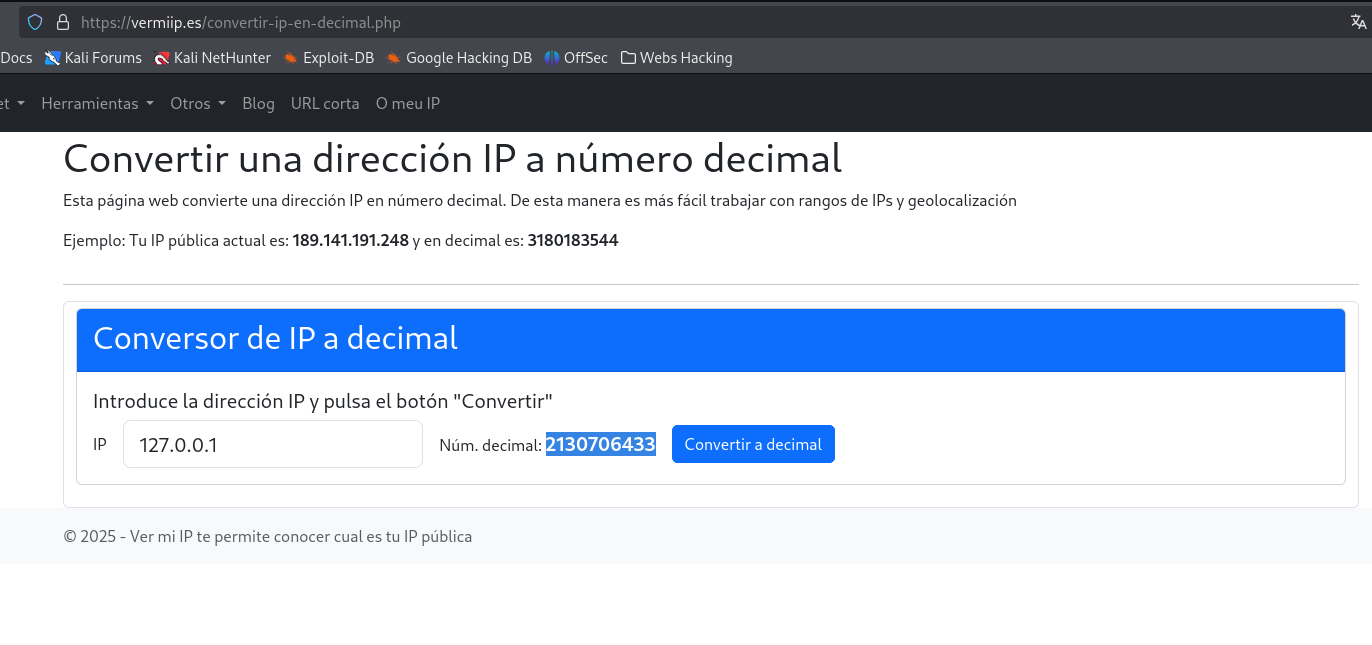 https://vermiip.es/convertir-ip-en-decimal.php
Docs Kali Forums Kali NetHunter Exploit-DB Google Hacking DB OffSec Webs Hacking
et Herramientas Otros Blog URL corta O meu IP
Convertir una dirección IP a número decimal
Esta página web convierte una dirección IP en número decimal. De esta manera es más fácil trabajar con rangos de IPs y geolocalización
Ejemplo: Tu IP pública actual es: 189.141.191.248 y en decimal es: 3180183544
Conversor de IP a decimal
Introduce la dirección IP y pulsa el botón "Convertir"
IP 127.0.0.1 Núm. decimal: 2130706433 Convertir a decimal
© 2025 - Ver mi IP te permite conocer cual es tu IP pública